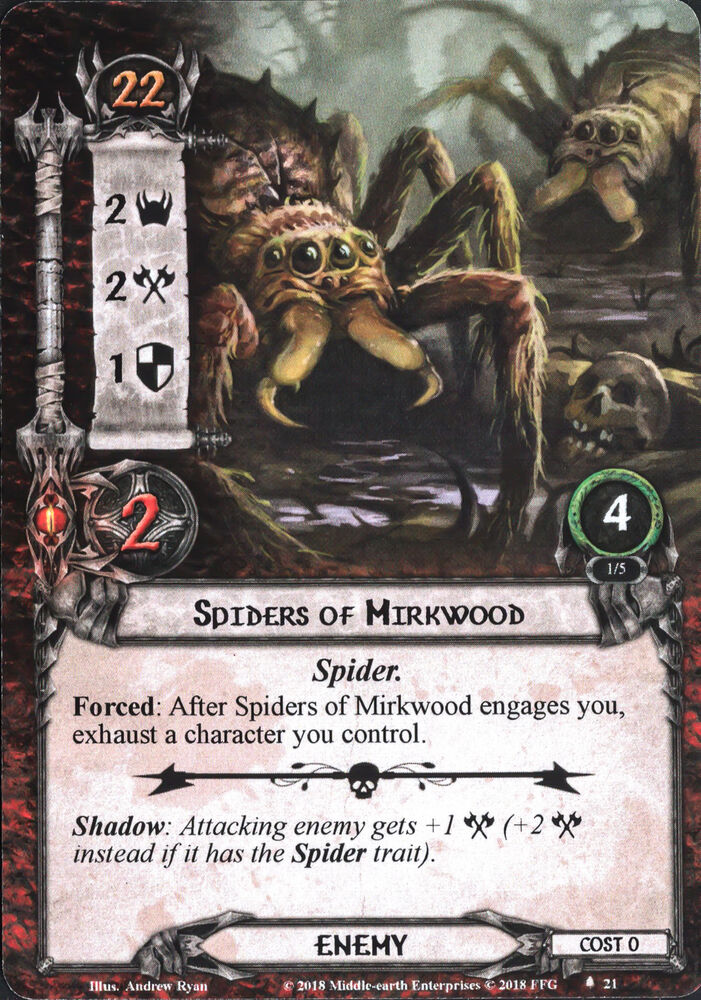 22
2
2
1
2
4
1/5
SPIDERS OF MIRKWOOD
Spider.
Forced: After Spiders of Mirkwood engages you,
exhaust a character you control.
Shadow: Attacking enemy gets +1 (+2
instead if it has the Spider trait).
ENEMY
COST 0
Illus. Andrew Ryan
© 2018 Middle-earth Enterprises © 2018 FFG
21